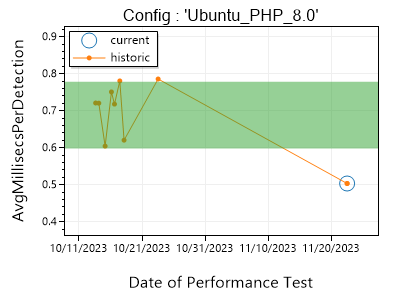 Config : 'Ubuntu_PHP_8.0'
AvgMillisecsPerDetection
0.9
0.8
0.7
0.6
0.5
0.4
current
historic
10/11/2023 10/21/2023 10/31/2023 11/10/2023 11/20/2023
Date of Performance Test